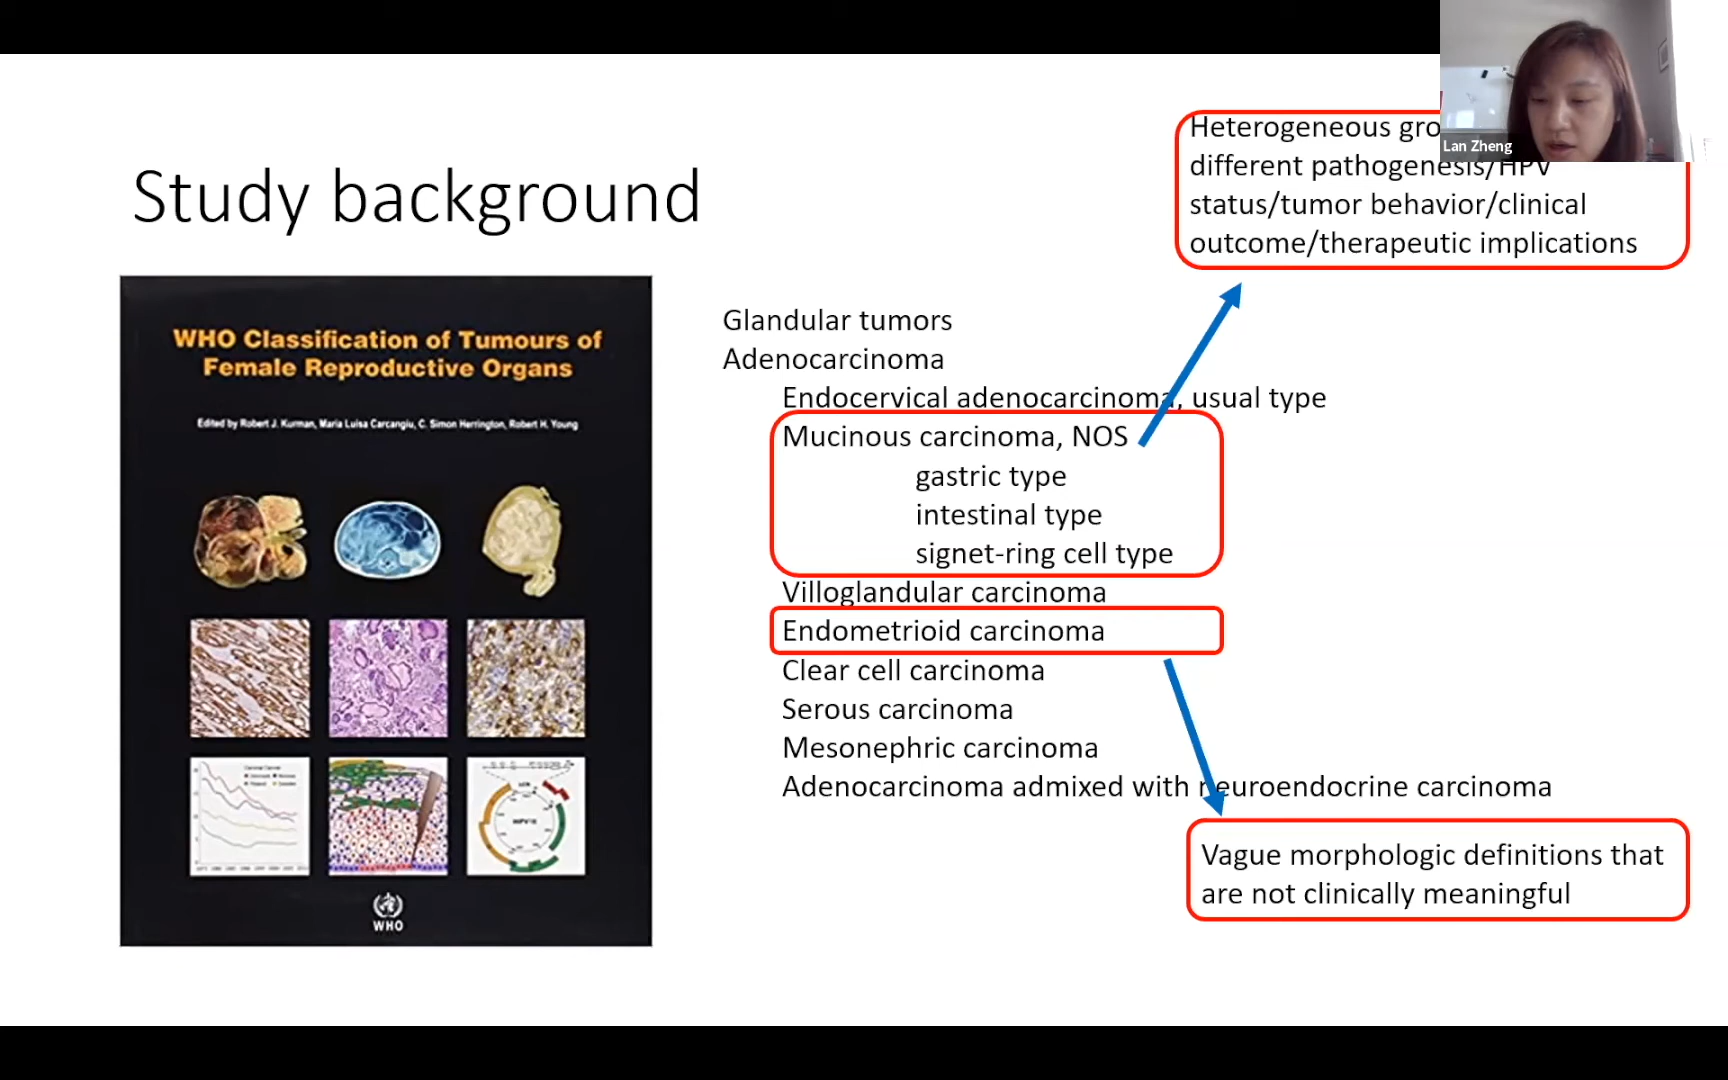 Lan Zheng
Heterogeneous
different pathogenesis/HPV
status/tumor behavior/clinical
outcome/therapeutic implications
Study background
WHO Classification of Tumours of
Female Reproductive Organs
Edited by Robert J. Kurman, Maria Luisa Carcangiu, C. Simon Herrington, Robert H. Young
HPV16
WHO
Glandular tumors
Adenocarcinoma
Endocervical adenocarcinoma, usual type
Mucinous carcinoma, NOS
gastric type
intestinal type
signet-ring cell type
Villoglandular carcinoma
Endometrioid carcinoma
Clear cell carcinoma
Serous carcinoma
Mesonephric carcinoma
Adenocarcinoma admixed with neuroendocrine carcinoma
Vague morphologic definitions that
are not clinically meaningful